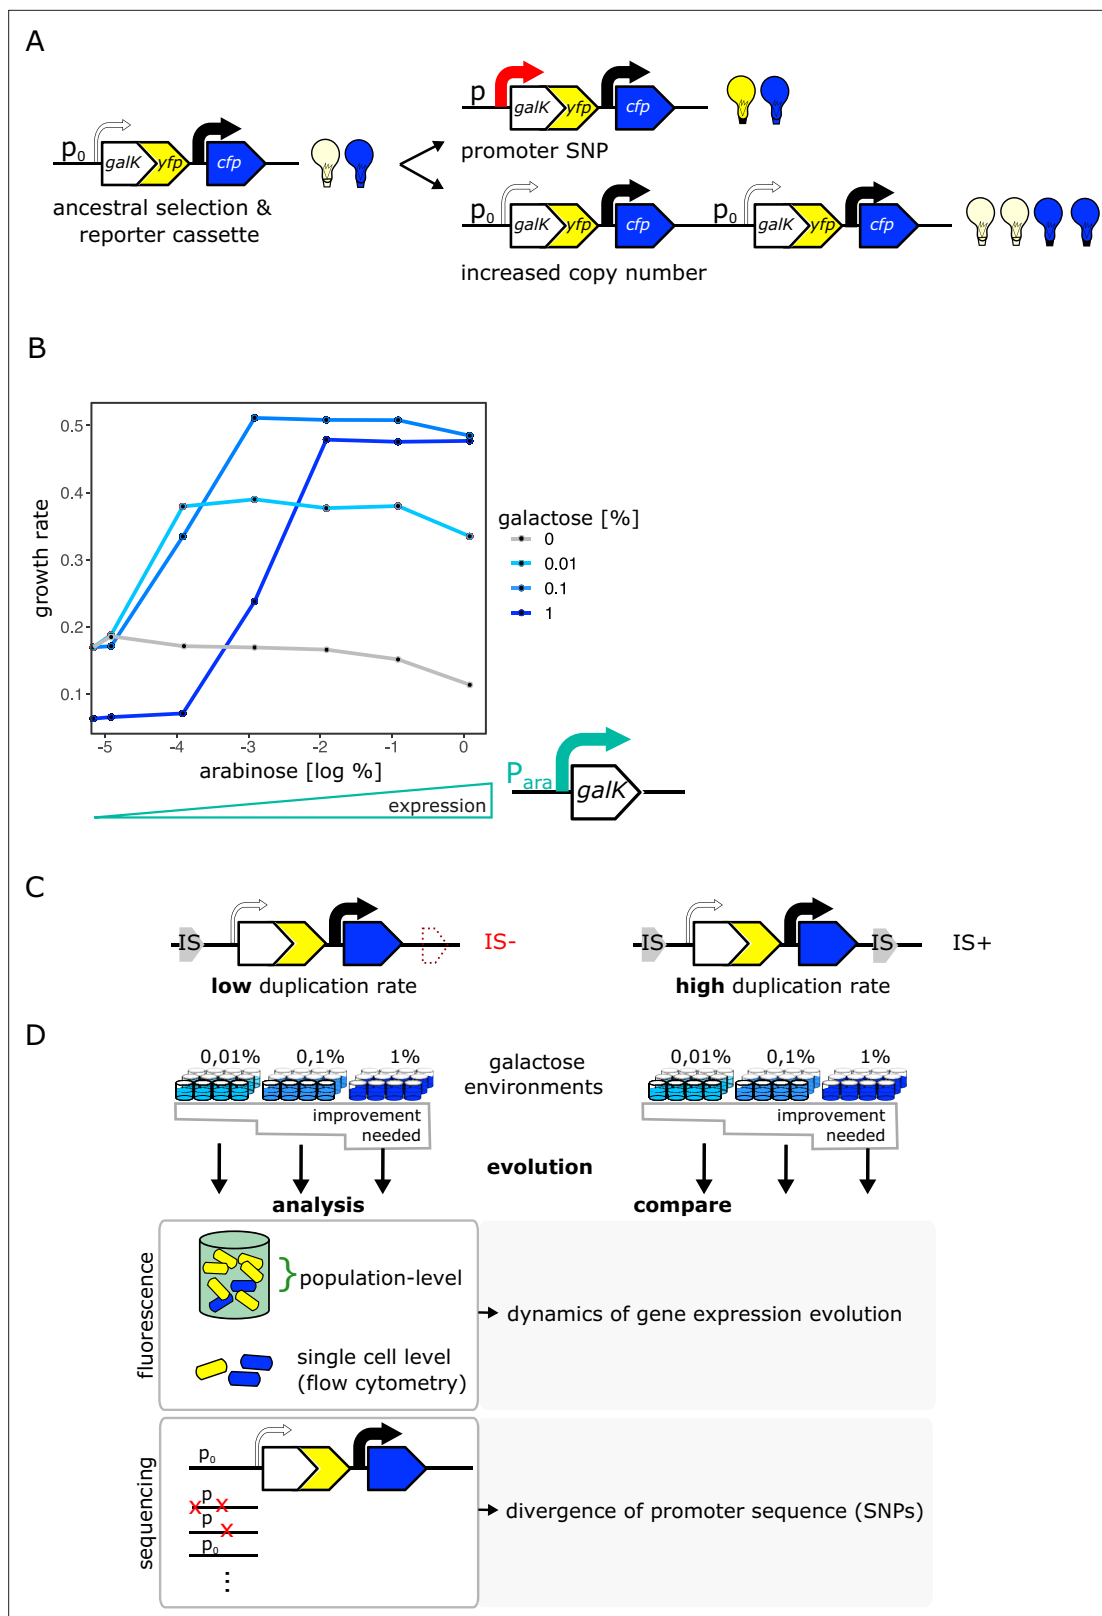 A
p
galK
yfp
cfp
promoter SNP
p0
galK
yfp
cfp
ancestral selection &
reporter cassette
p0
galK
yfp
cfp
p0
galK
yfp
cfp
increased copy number
B
growth rate
0.5
0.4
0.3
0.2
0.1
-5
-4
-3
-2
-1
0
arabinose [log %]
expression
galactose [%]
0
0.01
0.1
1
Para
galK
C
IS
IS-
low duplication rate
IS
IS
IS+
high duplication rate
D
0,01%
0,1%
1%
galactose
environments
0,01%
0,1%
1%
improvement
needed
improvement
needed
evolution
analysis
compare
fluorescence
population-level
single cell level
(flow cytometry)
dynamics of gene expression evolution
sequencing
p0
p
x x
p
x
p0
...
divergence of promoter sequence (SNPs)